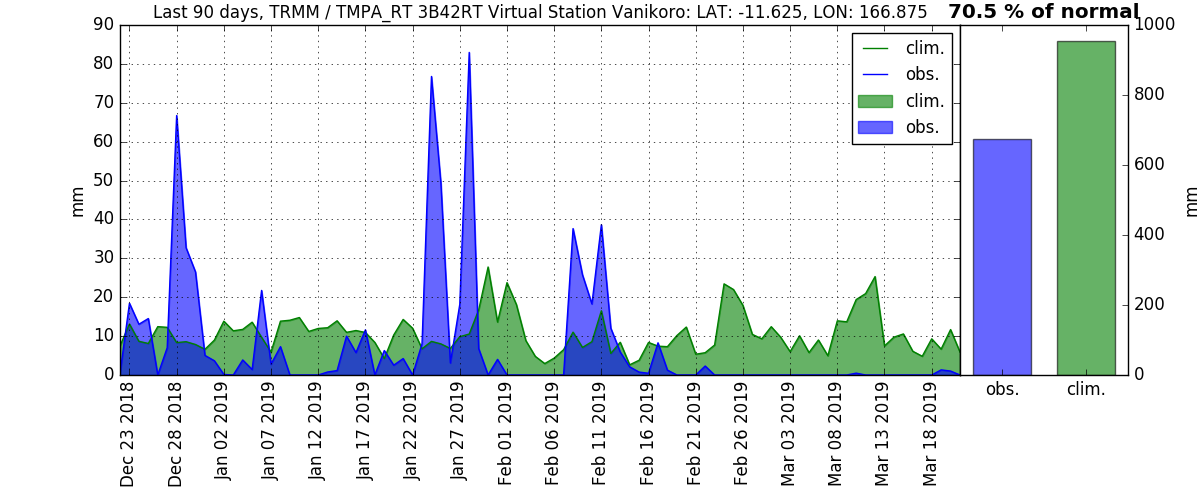 Last 90 days, TRMM / TMPA_RT 3B42RT Virtual Station Vanikoro: LAT: -11.625, LON: 166.875
70.5 % of normal
90
80
70
60
50
40
30
20
10
0
mm
clim.
obs.
clim.
obs.
Dec 23 2018
Dec 28 2018
Jan 02 2019
Jan 07 2019
Jan 12 2019
Jan 17 2019
Jan 22 2019
Jan 27 2019
Feb 01 2019
Feb 06 2019
Feb 11 2019
Feb 16 2019
Feb 21 2019
Feb 26 2019
Mar 03 2019
Mar 08 2019
Mar 13 2019
Mar 18 2019
1000
800
600
400
200
0
mm
obs.
clim.